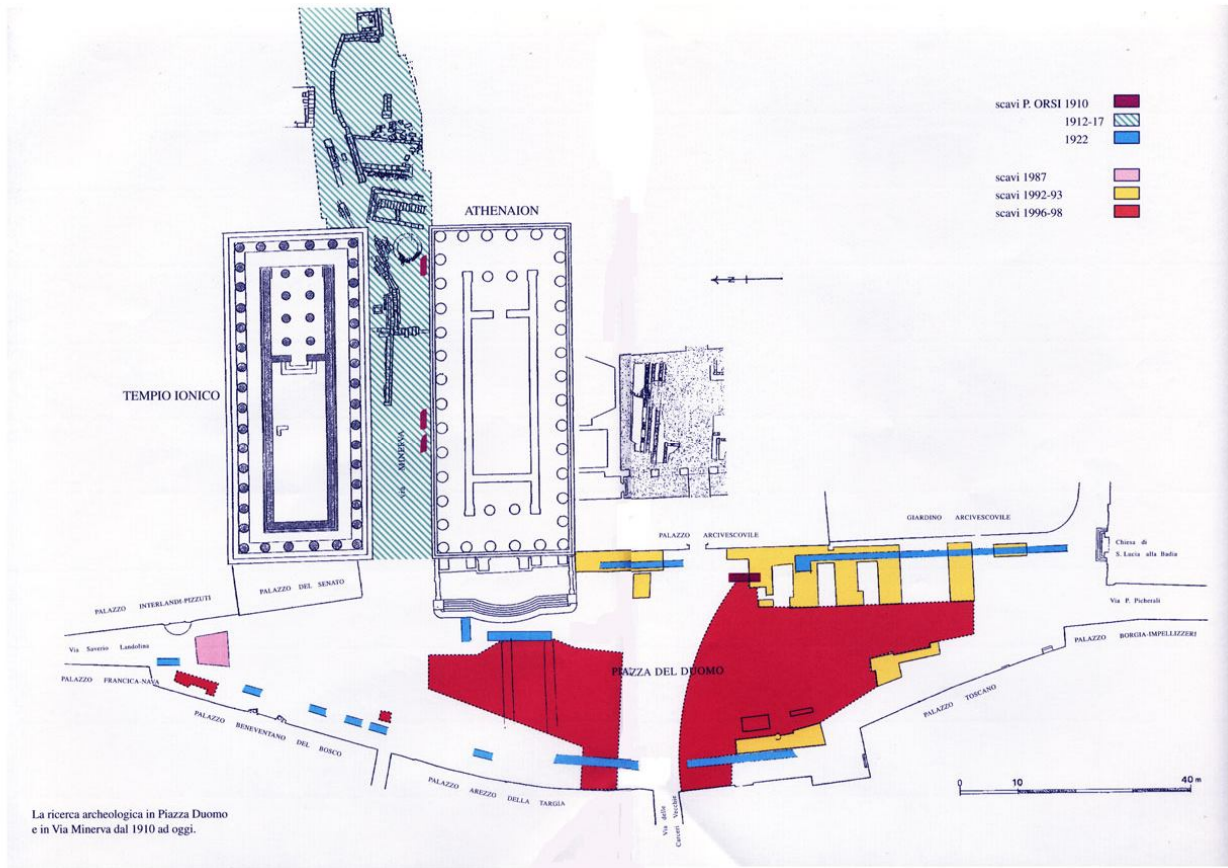 scavi P. ORSI 1910
1912-17
1922
scavi 1987
scavi 1992-93
scavi 1996-98
ATHENAION
N
TEMPIO IONICO
via MINERVA
PALAZZO ARCIVESCOVILE
GIARDINO ARCIVESCOVILE
Chiesa di
S. Lucia alla Badia
PALAZZO DEL SENATO
PALAZZO INTERLANDI-PIZZUTI
Via P. Picherali
Via Saverio Landolina
PALAZZO BORGIA-IMPELLIZZERI
PIAZZA DEL DUOMO
PALAZZO FRANCICA-NAVA
PALAZZO TOSCANO
PALAZZO BENEVENTANO DEL BOSCO
PALAZZO AREZZO DELLA TARGIA
0 10 40 m
Via delle
Carceri Vecchie
La ricerca archeologica in Piazza Duomo
e in Via Minerva dal 1910 ad oggi.